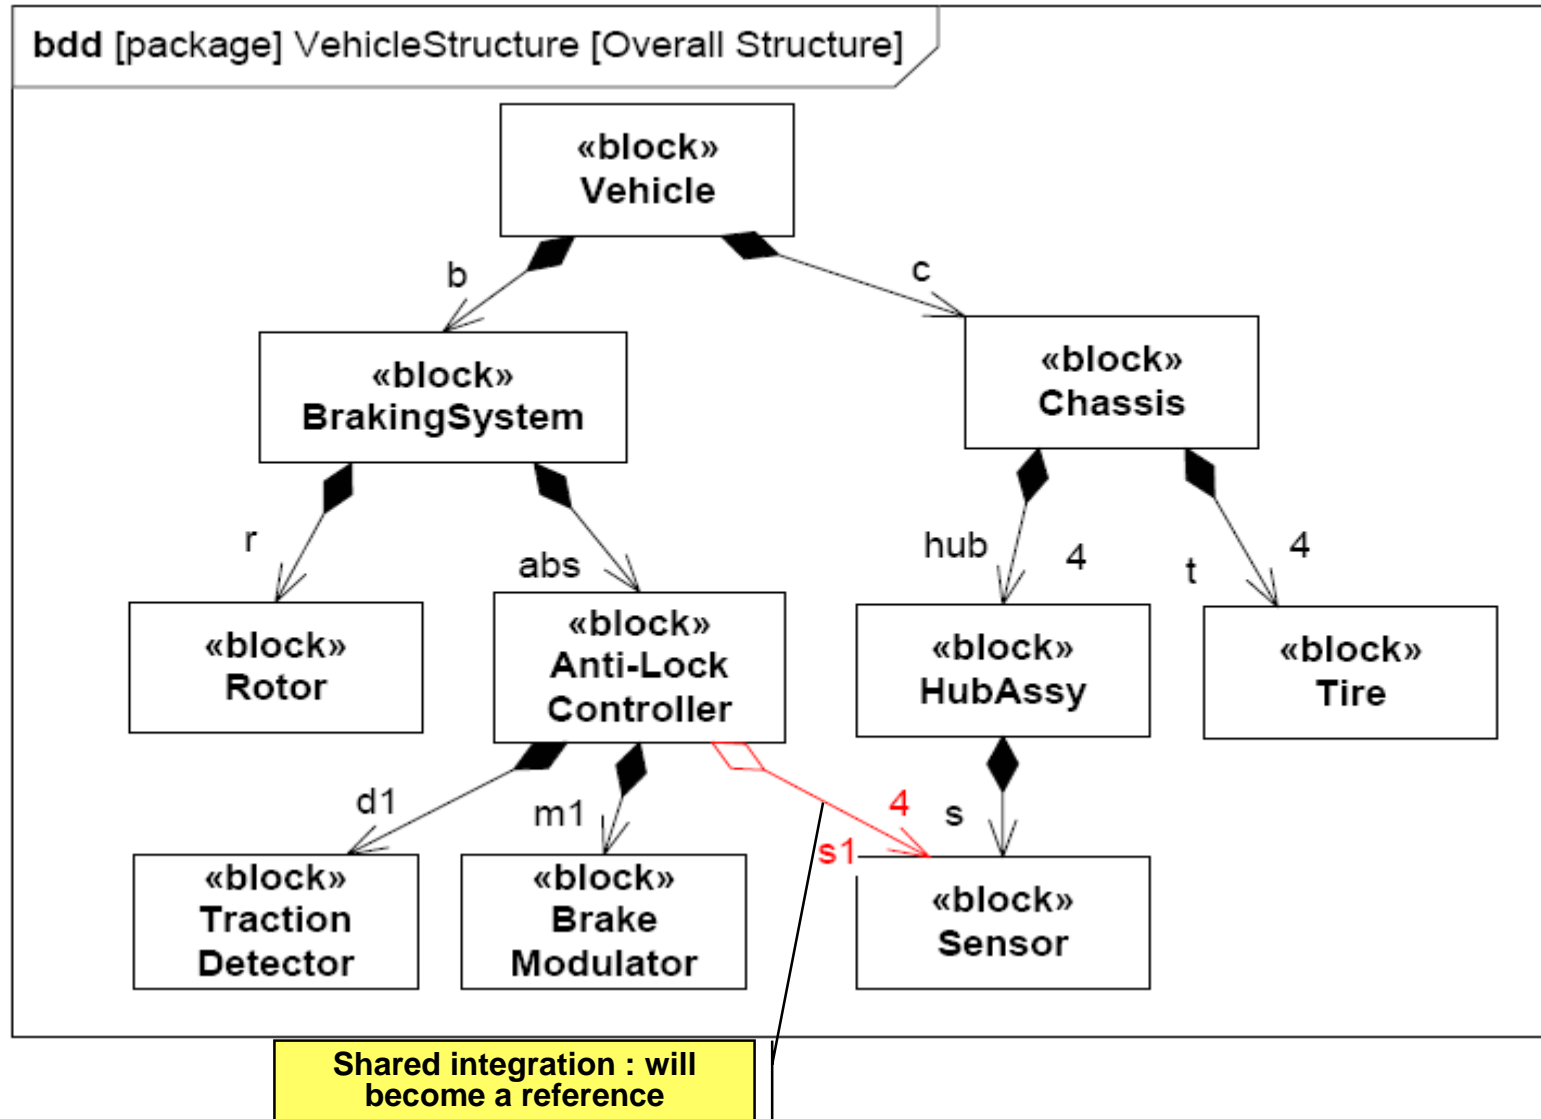 bdd [package] VehicleStructure [Overall Structure]
«block»
Vehicle
b
c
«block»
BrakingSystem
«block»
Chassis
r
abs
hub
4
t
4
«block»
Rotor
«block»
Anti-Lock
Controller
«block»
HubAssy
«block»
Tire
d1
m1
4
s1
s
«block»
Traction
Detector
«block»
Brake
Modulator
«block»
Sensor
Shared integration : will
become a reference